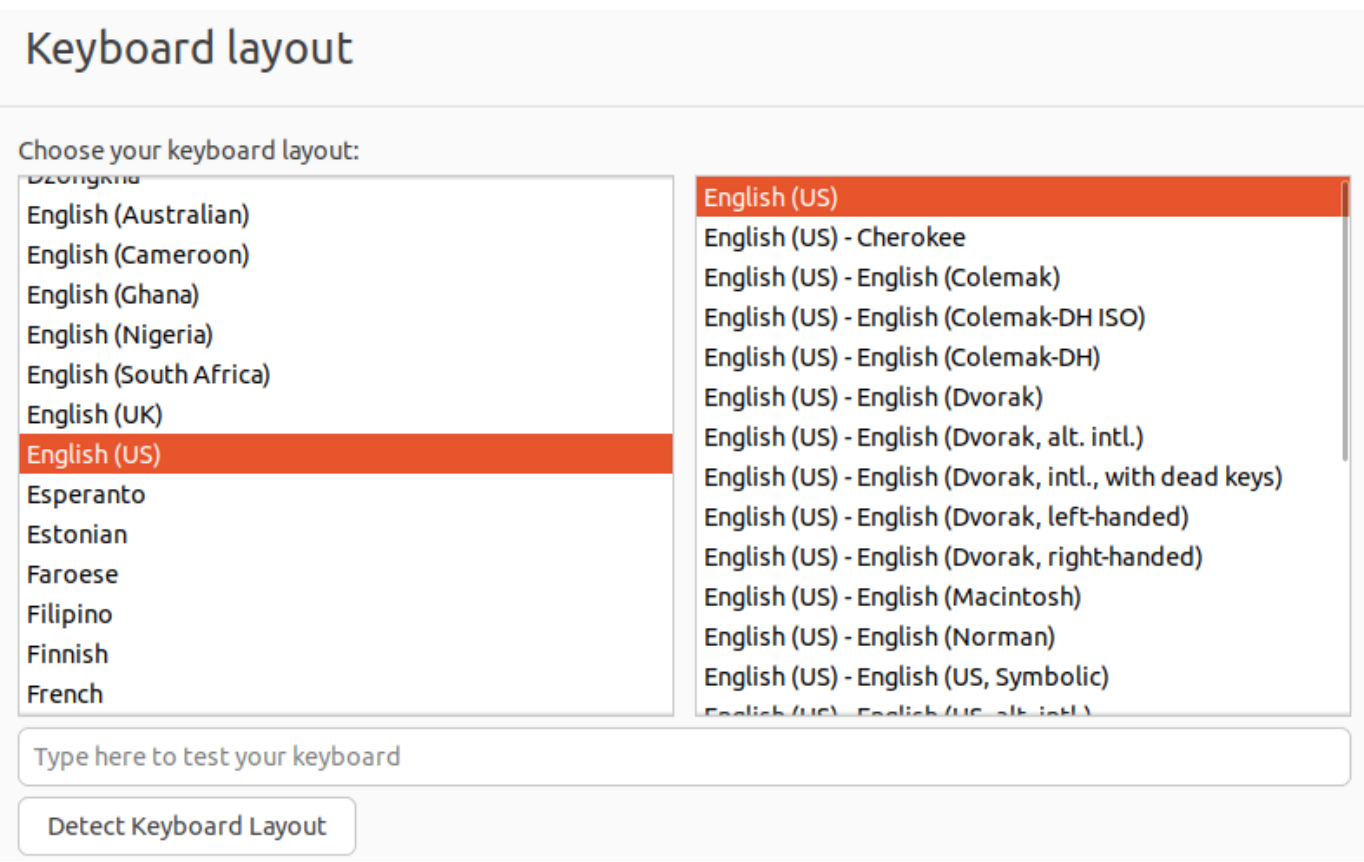 Keyboard layout
Choose your keyboard layout:
Dzongkha
English (Australian)
English (Cameroon)
English (Ghana)
English (Nigeria)
English (South Africa)
English (UK)
English (US)
Esperanto
Estonian
Faroese
Filipino
Finnish
French
English (US)
English (US) - Cherokee
English (US) - English (Colemak)
English (US) - English (Colemak-DH ISO)
English (US) - English (Colemak-DH)
English (US) - English (Dvorak)
English (US) - English (Dvorak, alt. intl.)
English (US) - English (Dvorak, intl., with dead keys)
English (US) - English (Dvorak, left-handed)
English (US) - English (Dvorak, right-handed)
English (US) - English (Macintosh)
English (US) - English (Norman)
English (US) - English (US, Symbolic)
English (US) - English (US, alt. intl.)
Type here to test your keyboard
Detect Keyboard Layout